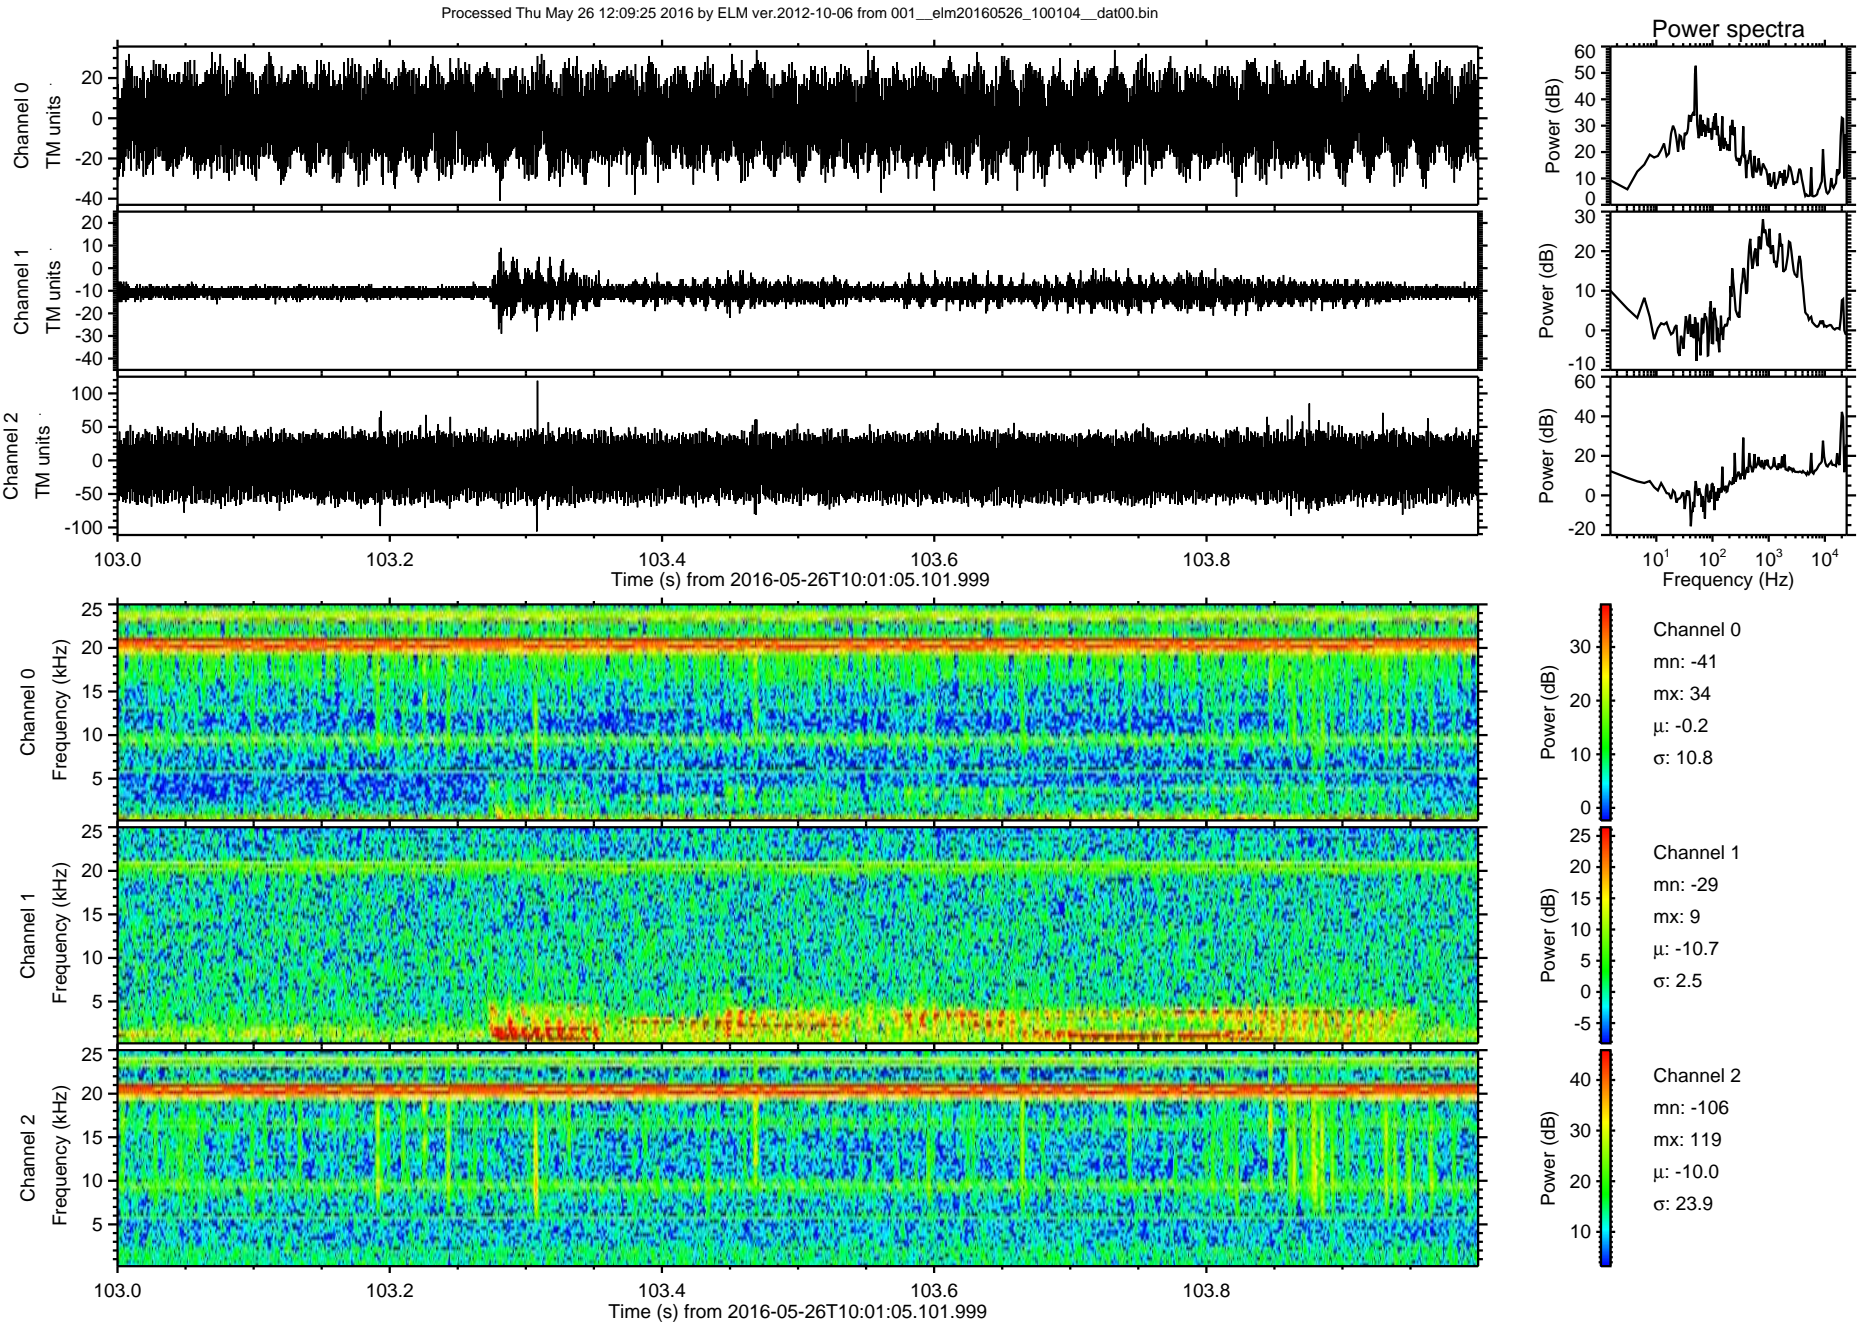 Processed Thu May 26 12:09:25 2016 by ELM ver.2012-10-06 from 001__elm20160526_100104__dat00.bin
Power spectra
Channel 0
TM units
20
0
-20
-40
Power (dB)
60
50
40
30
20
10
0
Channel 1
TM units
20
10
0
-10
-20
-30
-40
Power (dB)
30
20
10
0
-10
Channel 2
TM units
100
50
0
-50
-100
Power (dB)
60
40
20
0
-20
103.0
103.2
103.4
103.6
103.8
Time (s) from 2016-05-26T10:01:05.101.999
10^1
10^2
10^3
10^4
Frequency (Hz)
Channel 0
Frequency (kHz)
25
20
15
10
5
Power (dB)
30
20
10
0
Channel 0
mn: -41
mx: 34
μ: -0.2
σ: 10.8
Channel 1
Frequency (kHz)
25
20
15
10
5
Power (dB)
25
20
15
10
5
0
-5
Channel 1
mn: -29
mx: 9
μ: -10.7
σ: 2.5
Channel 2
Frequency (kHz)
25
20
15
10
5
Power (dB)
40
30
20
10
Channel 2
mn: -106
mx: 119
μ: -10.0
σ: 23.9
103.0
103.2
103.4
103.6
103.8
Time (s) from 2016-05-26T10:01:05.101.999